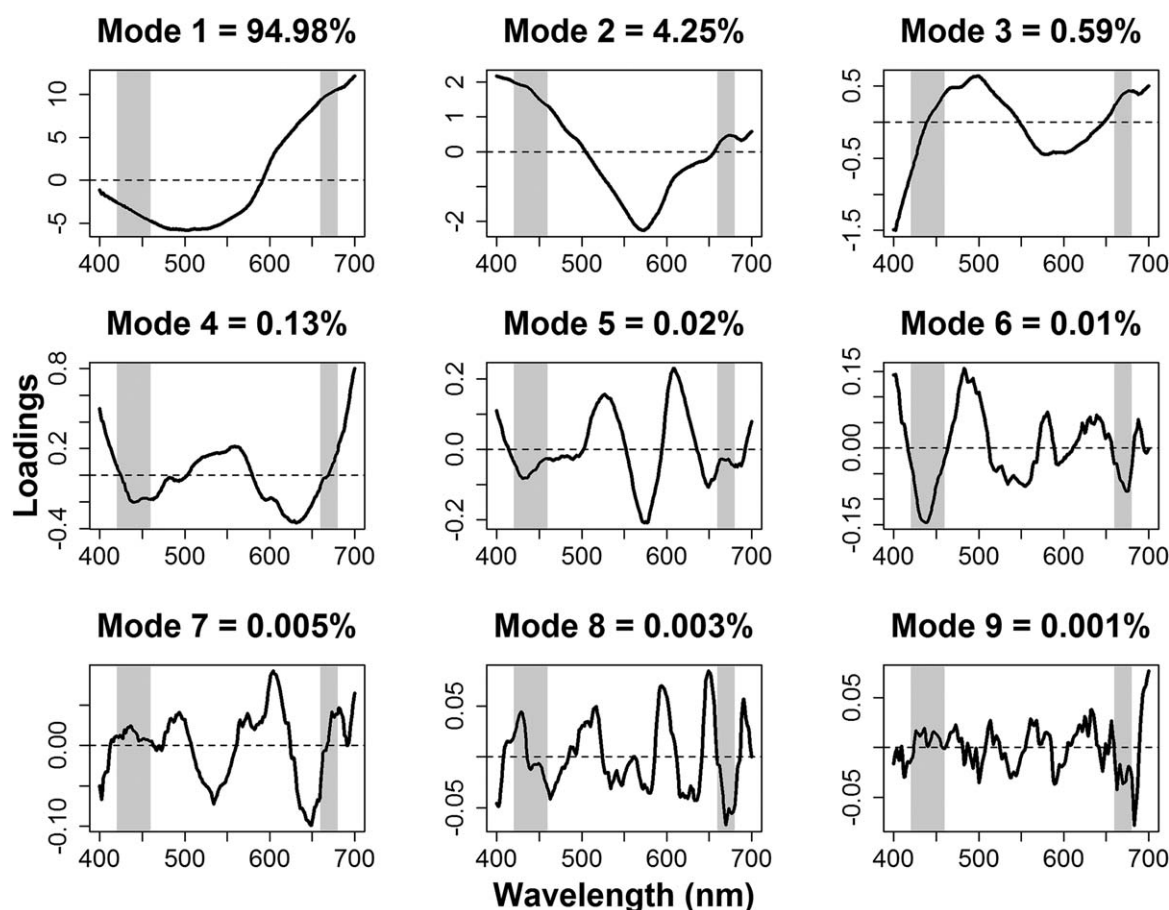 Mode 1 = 94.98%
Mode 2 = 4.25%
Mode 3 = 0.59%
10
5
0
-5
400 500 600 700
2
1
0
-2
400 500 600 700
0.5
-0.5
-1.5
400 500 600 700
Mode 4 = 0.13%
Mode 5 = 0.02%
Mode 6 = 0.01%
Loadings
0.8
0.2
-0.4
400 500 600 700
0.2
0.0
-0.2
400 500 600 700
0.15
0.00
-0.15
400 500 600 700
Mode 7 = 0.005%
Mode 8 = 0.003%
Mode 9 = 0.001%
0.00
-0.10
400 500 600 700
0.05
-0.05
400 500 600 700
0.05
-0.05
400 500 600 700
Wavelength (nm)